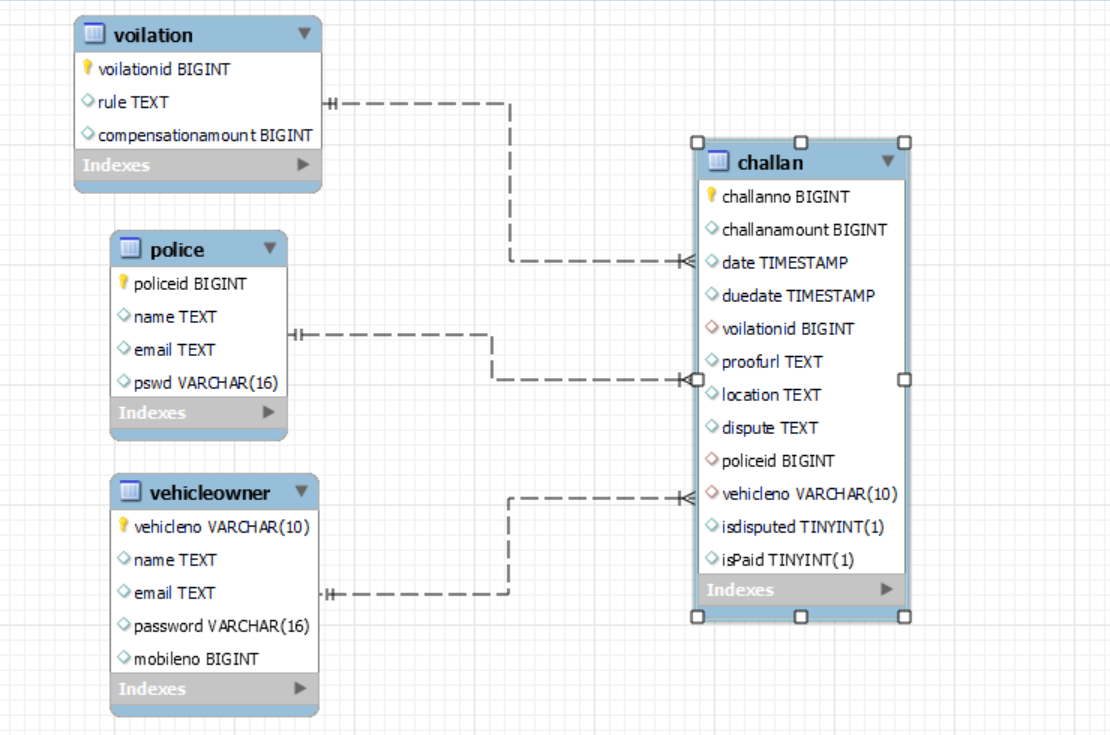 voilation
voilationid BIGINT
rule TEXT
compensationamount BIGINT
Indexes
police
policeid BIGINT
name TEXT
email TEXT
pswd VARCHAR(16)
Indexes
vehicleowner
vehicleno VARCHAR(10)
name TEXT
email TEXT
password VARCHAR(16)
mobileno BIGINT
Indexes
challan
challanno BIGINT
challanamount BIGINT
date TIMESTAMP
duedate TIMESTAMP
voilationid BIGINT
proofurl TEXT
location TEXT
dispute TEXT
policeid BIGINT
vehicleno VARCHAR(10)
isdisputed TINYINT(1)
isPaid TINYINT(1)
Indexes